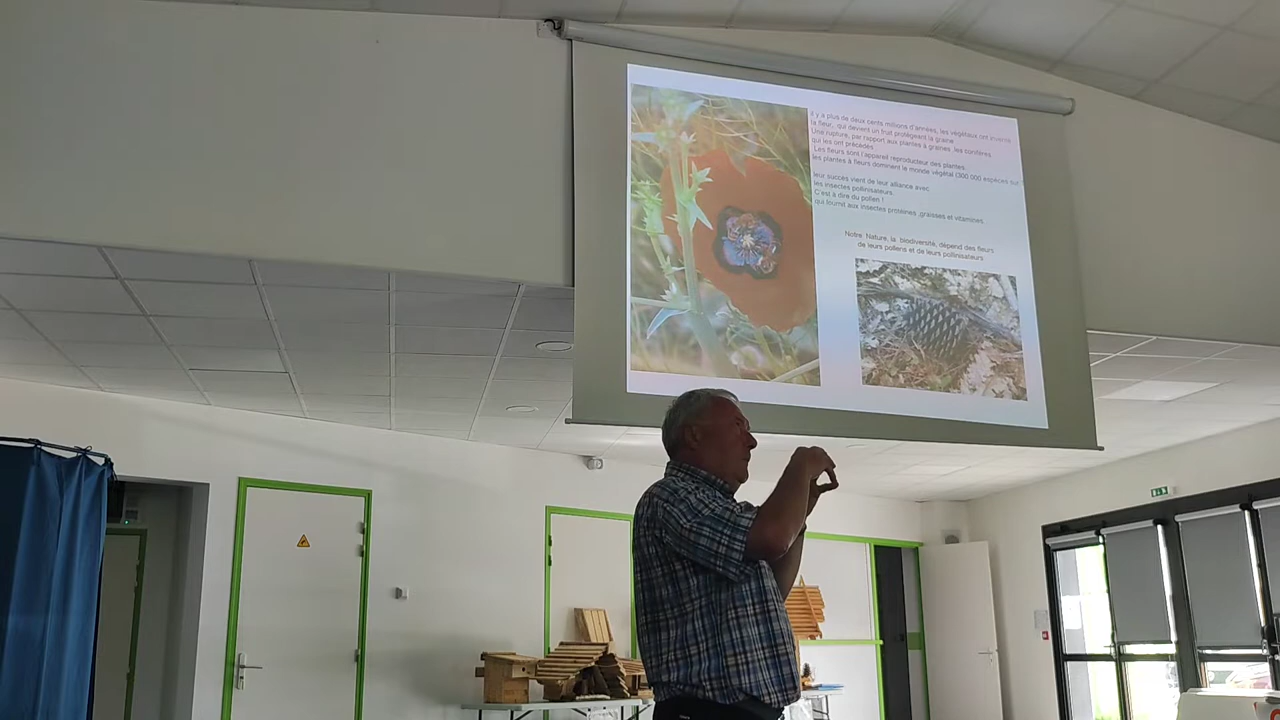 Il y a plus de deux cents millions d'années, les végétaux ont inventé
la fleur, qui devient un fruit protégeant la graine
Une rupture, par rapport aux plantes à graines ,les conifères
qui les ont précédés
Les fleurs sont l'appareil reproducteur des plantes,
les plantes à fleurs dominent le monde végétal (300 000 espèces sur
leur succès vient de leur alliance avec
les insectes pollinisateurs.
C'est à dire du pollen !
qui fournit aux insectes protéines ,graisses et vitamines.
Notre Nature, la biodiversité, dépend des fleurs
de leurs pollens et de leurs pollinisateurs